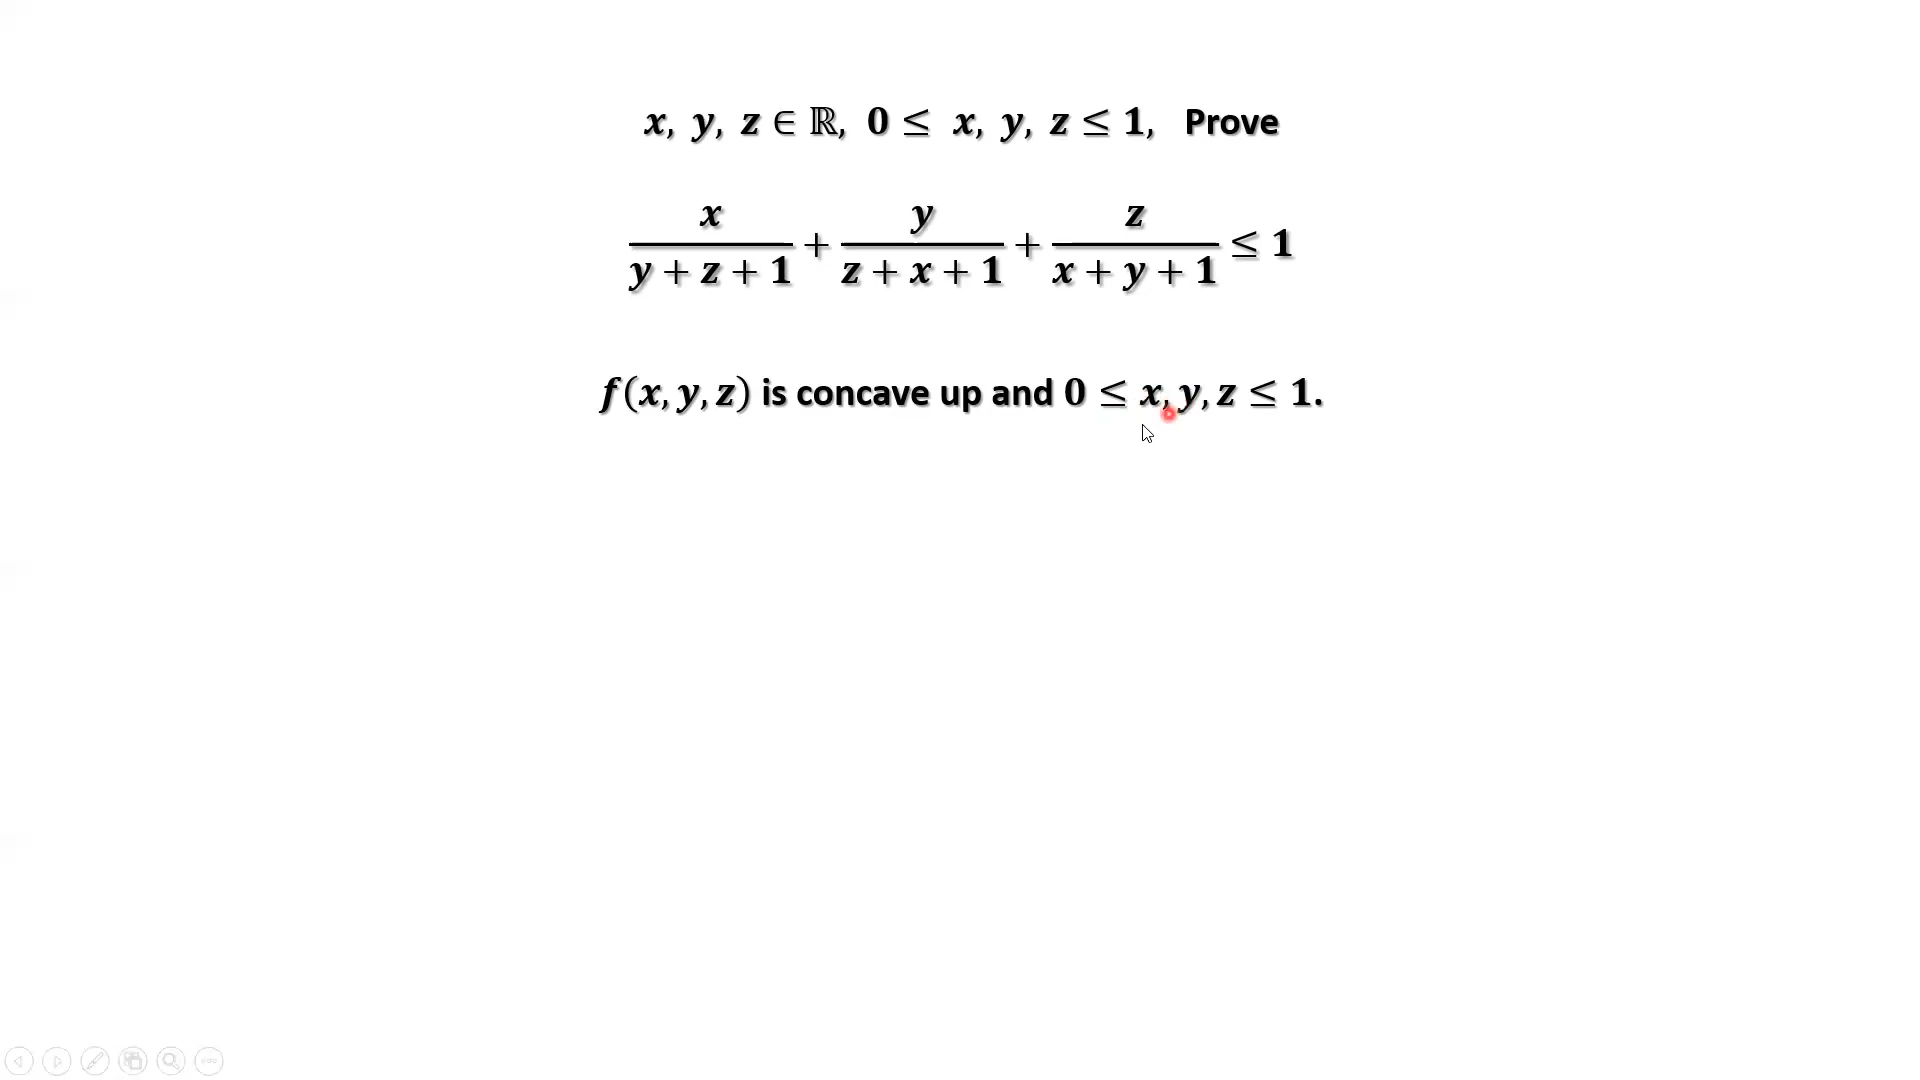 x, y, z ∈ ℝ, 0 ≤ x, y, z ≤ 1, Prove
x/(y + z + 1) + y/(z + x + 1) + z/(x + y + 1) ≤ 1
f(x, y, z) is concave up and 0 ≤ x, y, z ≤ 1.